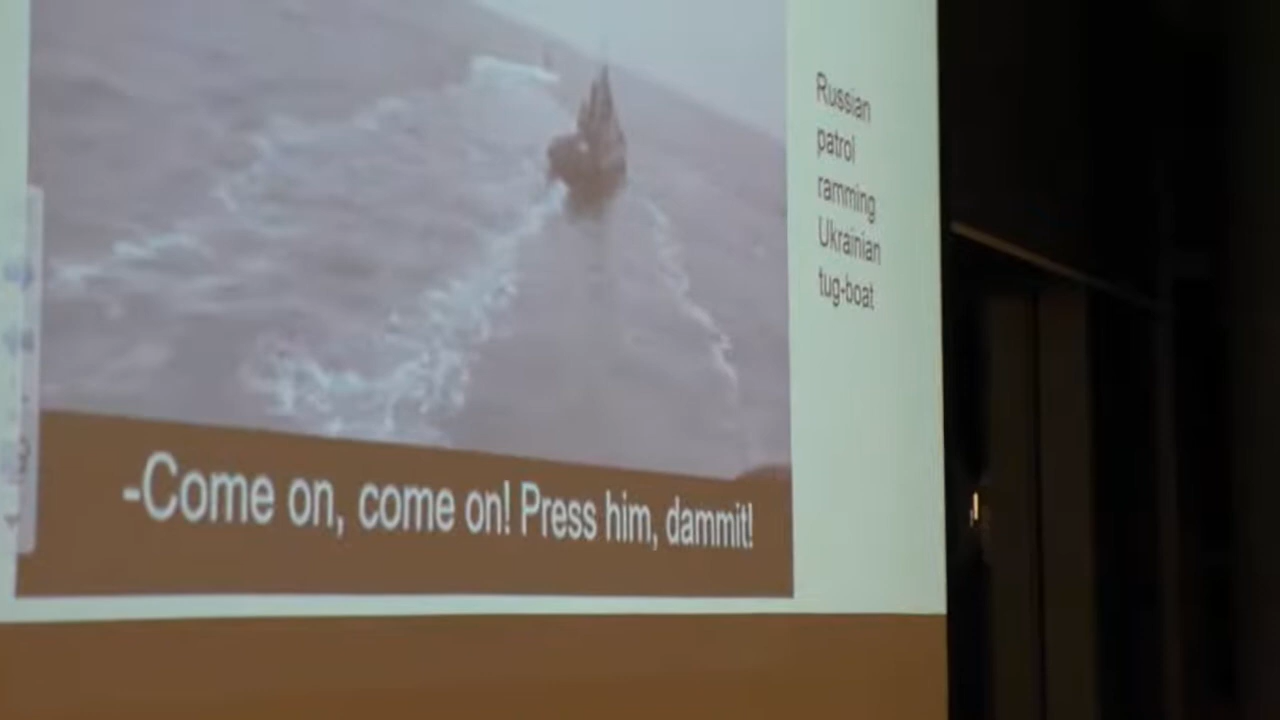 -Come on, come on! Press him, dammit!
Russian
patrol
ramming
Ukrainian
tug-boat